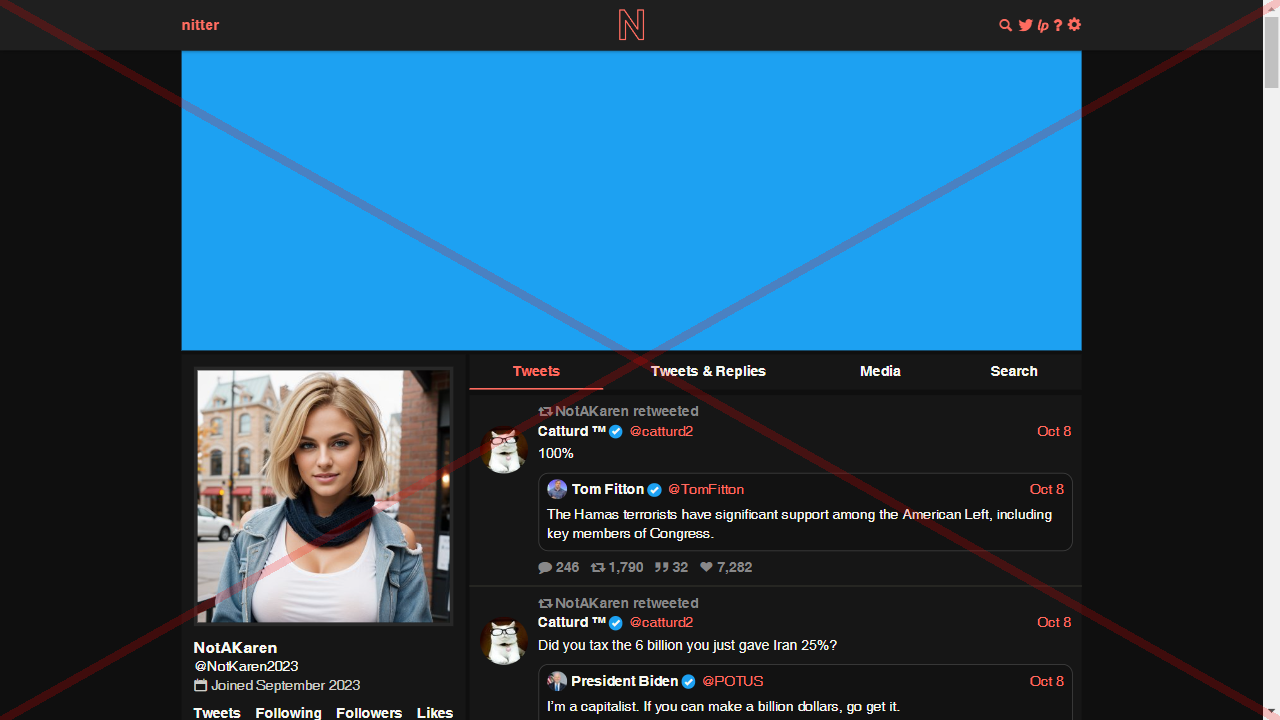 nitter
N
lp ?
Tweets
Tweets & Replies
Media
Search
NotAKaren retweeted
Catturd ™ @catturd2 Oct 8
100%
Tom Fitton @TomFitton Oct 8
The Hamas terrorists have significant support among the American Left, including
key members of Congress.
246 1,790 32 7,282
NotAKaren retweeted
Catturd ™ @catturd2 Oct 8
Did you tax the 6 billion you just gave Iran 25%?
President Biden @POTUS Oct 8
I'm a capitalist. If you can make a billion dollars, go get it.
NotAKaren
@NotKaren2023
Joined September 2023
Tweets Following Followers Likes